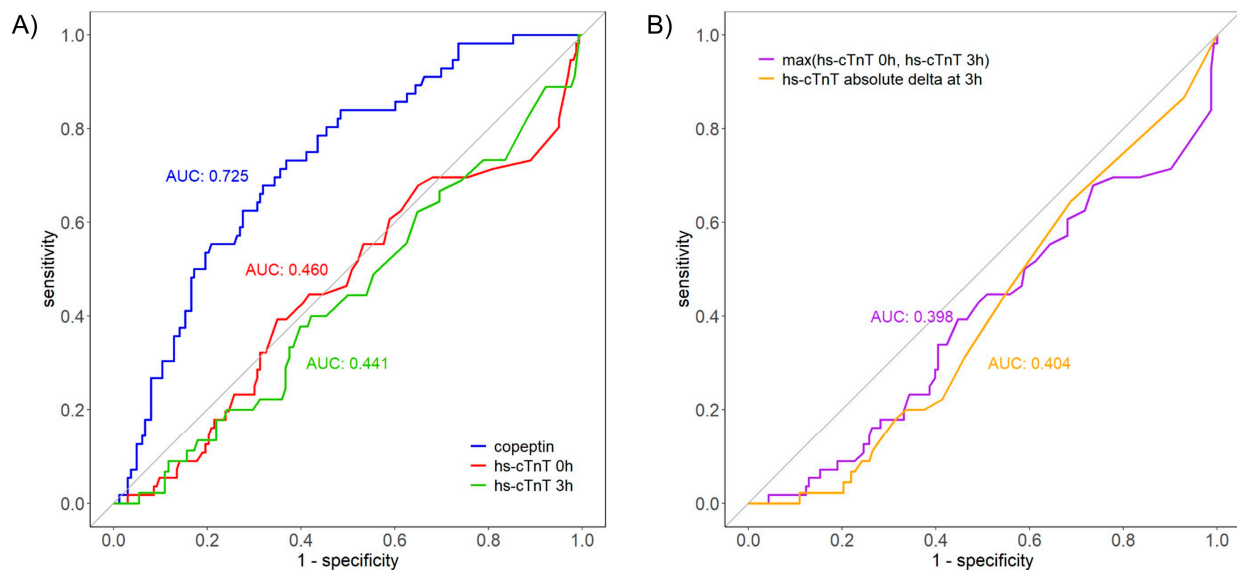 A)
1.0
0.8
0.6
0.4
0.2
0.0
sensitivity
AUC: 0.725
AUC: 0.460
AUC: 0.441
copeptin
hs-cTnT 0h
hs-cTnT 3h
0.0 0.2 0.4 0.6 0.8 1.0
1 - specificity
B)
1.0
0.8
0.6
0.4
0.2
0.0
sensitivity
max(hs-cTnT 0h, hs-cTnT 3h)
hs-cTnT absolute delta at 3h
AUC: 0.398
AUC: 0.404
0.0 0.2 0.4 0.6 0.8 1.0
1 - specificity